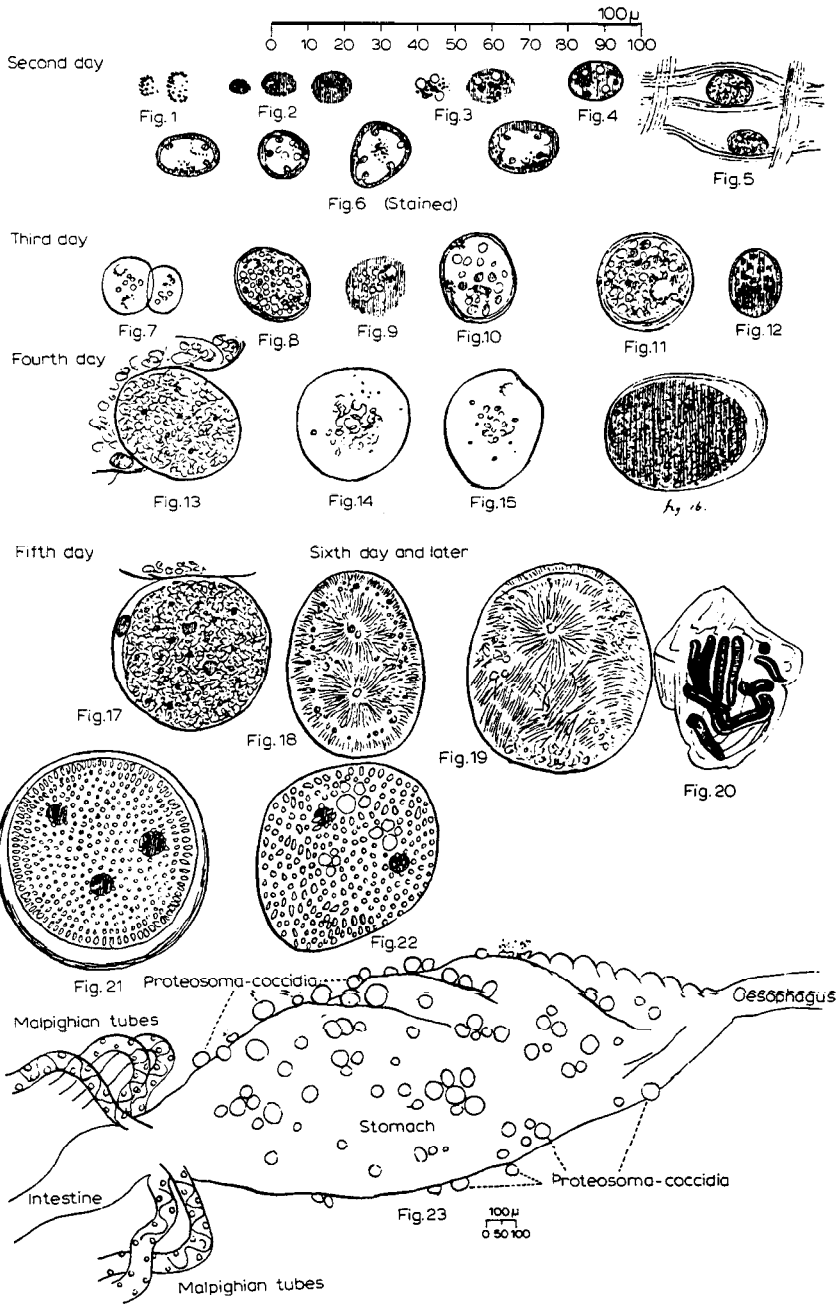 100µ
0 10 20 30 40 50 60 70 80 90 100
Second day
Fig. 1
Fig.2
Fig.3
Fig.4
Fig.5
Fig.6 (Stained)
Third day
Fig.7
Fig.8
Fig.9
Fig.10
Fig.11
Fig.12
Fourth day
Fig.13
Fig.14
Fig.15
fig 16.
Fifth day
Sixth day and later
Fig.17
Fig.18
Fig.19
Fig.20
Fig.21
Fig.22
Proteosoma-coccidia
Oesophagus
Malpighian tubes
Stomach
Intestine
Proteosoma-coccidia
Fig.23
100µ
0 50 100
Malpighian tubes